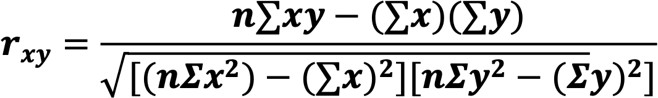 r_xy = n∑xy − (∑x)(∑y) / √[(nΣx²) − (∑x)²][nΣy² − (Σy)²]